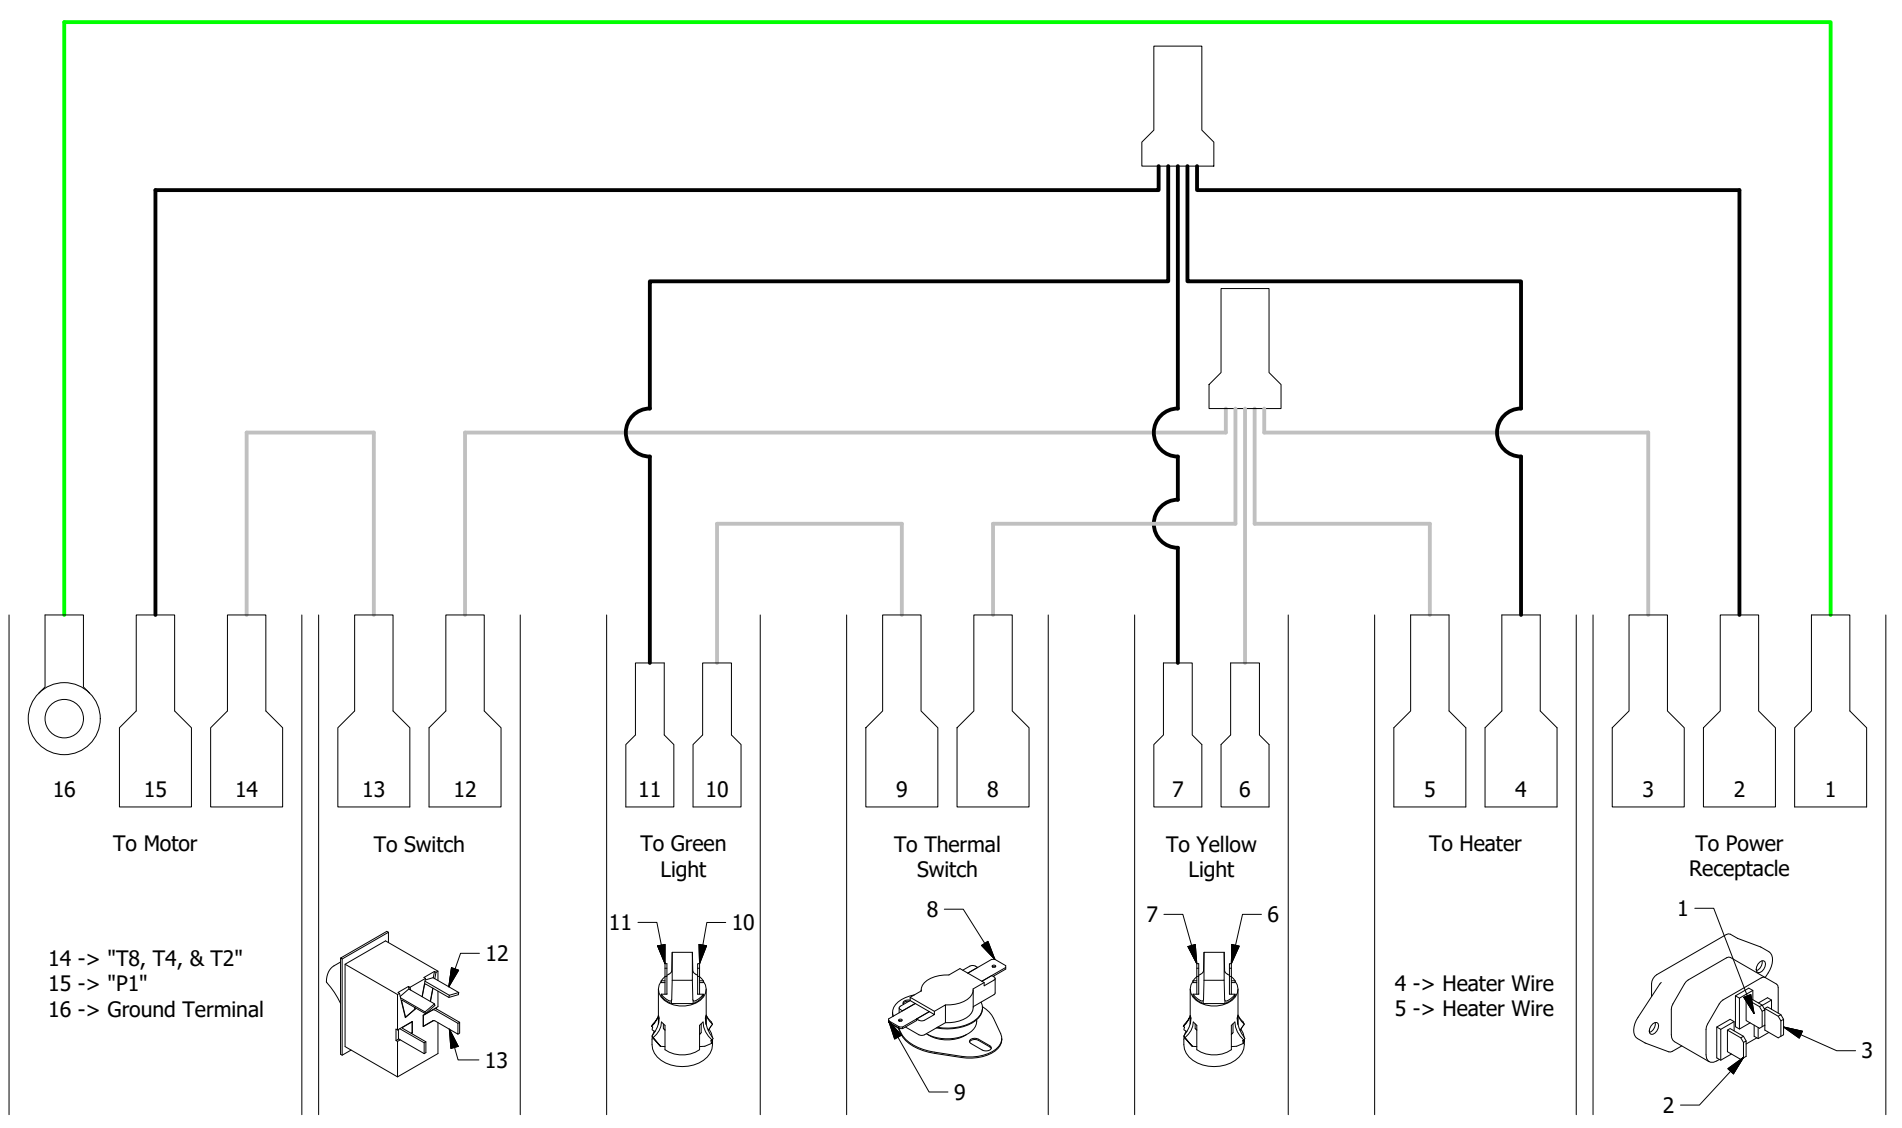 16
15
14
13
12
11
10
9
8
7
6
5
4
3
2
1
To Motor
To Switch
To Green
Light
To Thermal
Switch
To Yellow
Light
To Heater
To Power
Receptacle
14 -> "T8, T4, & T2"
15 -> "P1"
16 -> Ground Terminal
12
13
11
10
8
9
7
6
4 -> Heater Wire
5 -> Heater Wire
1
3
2